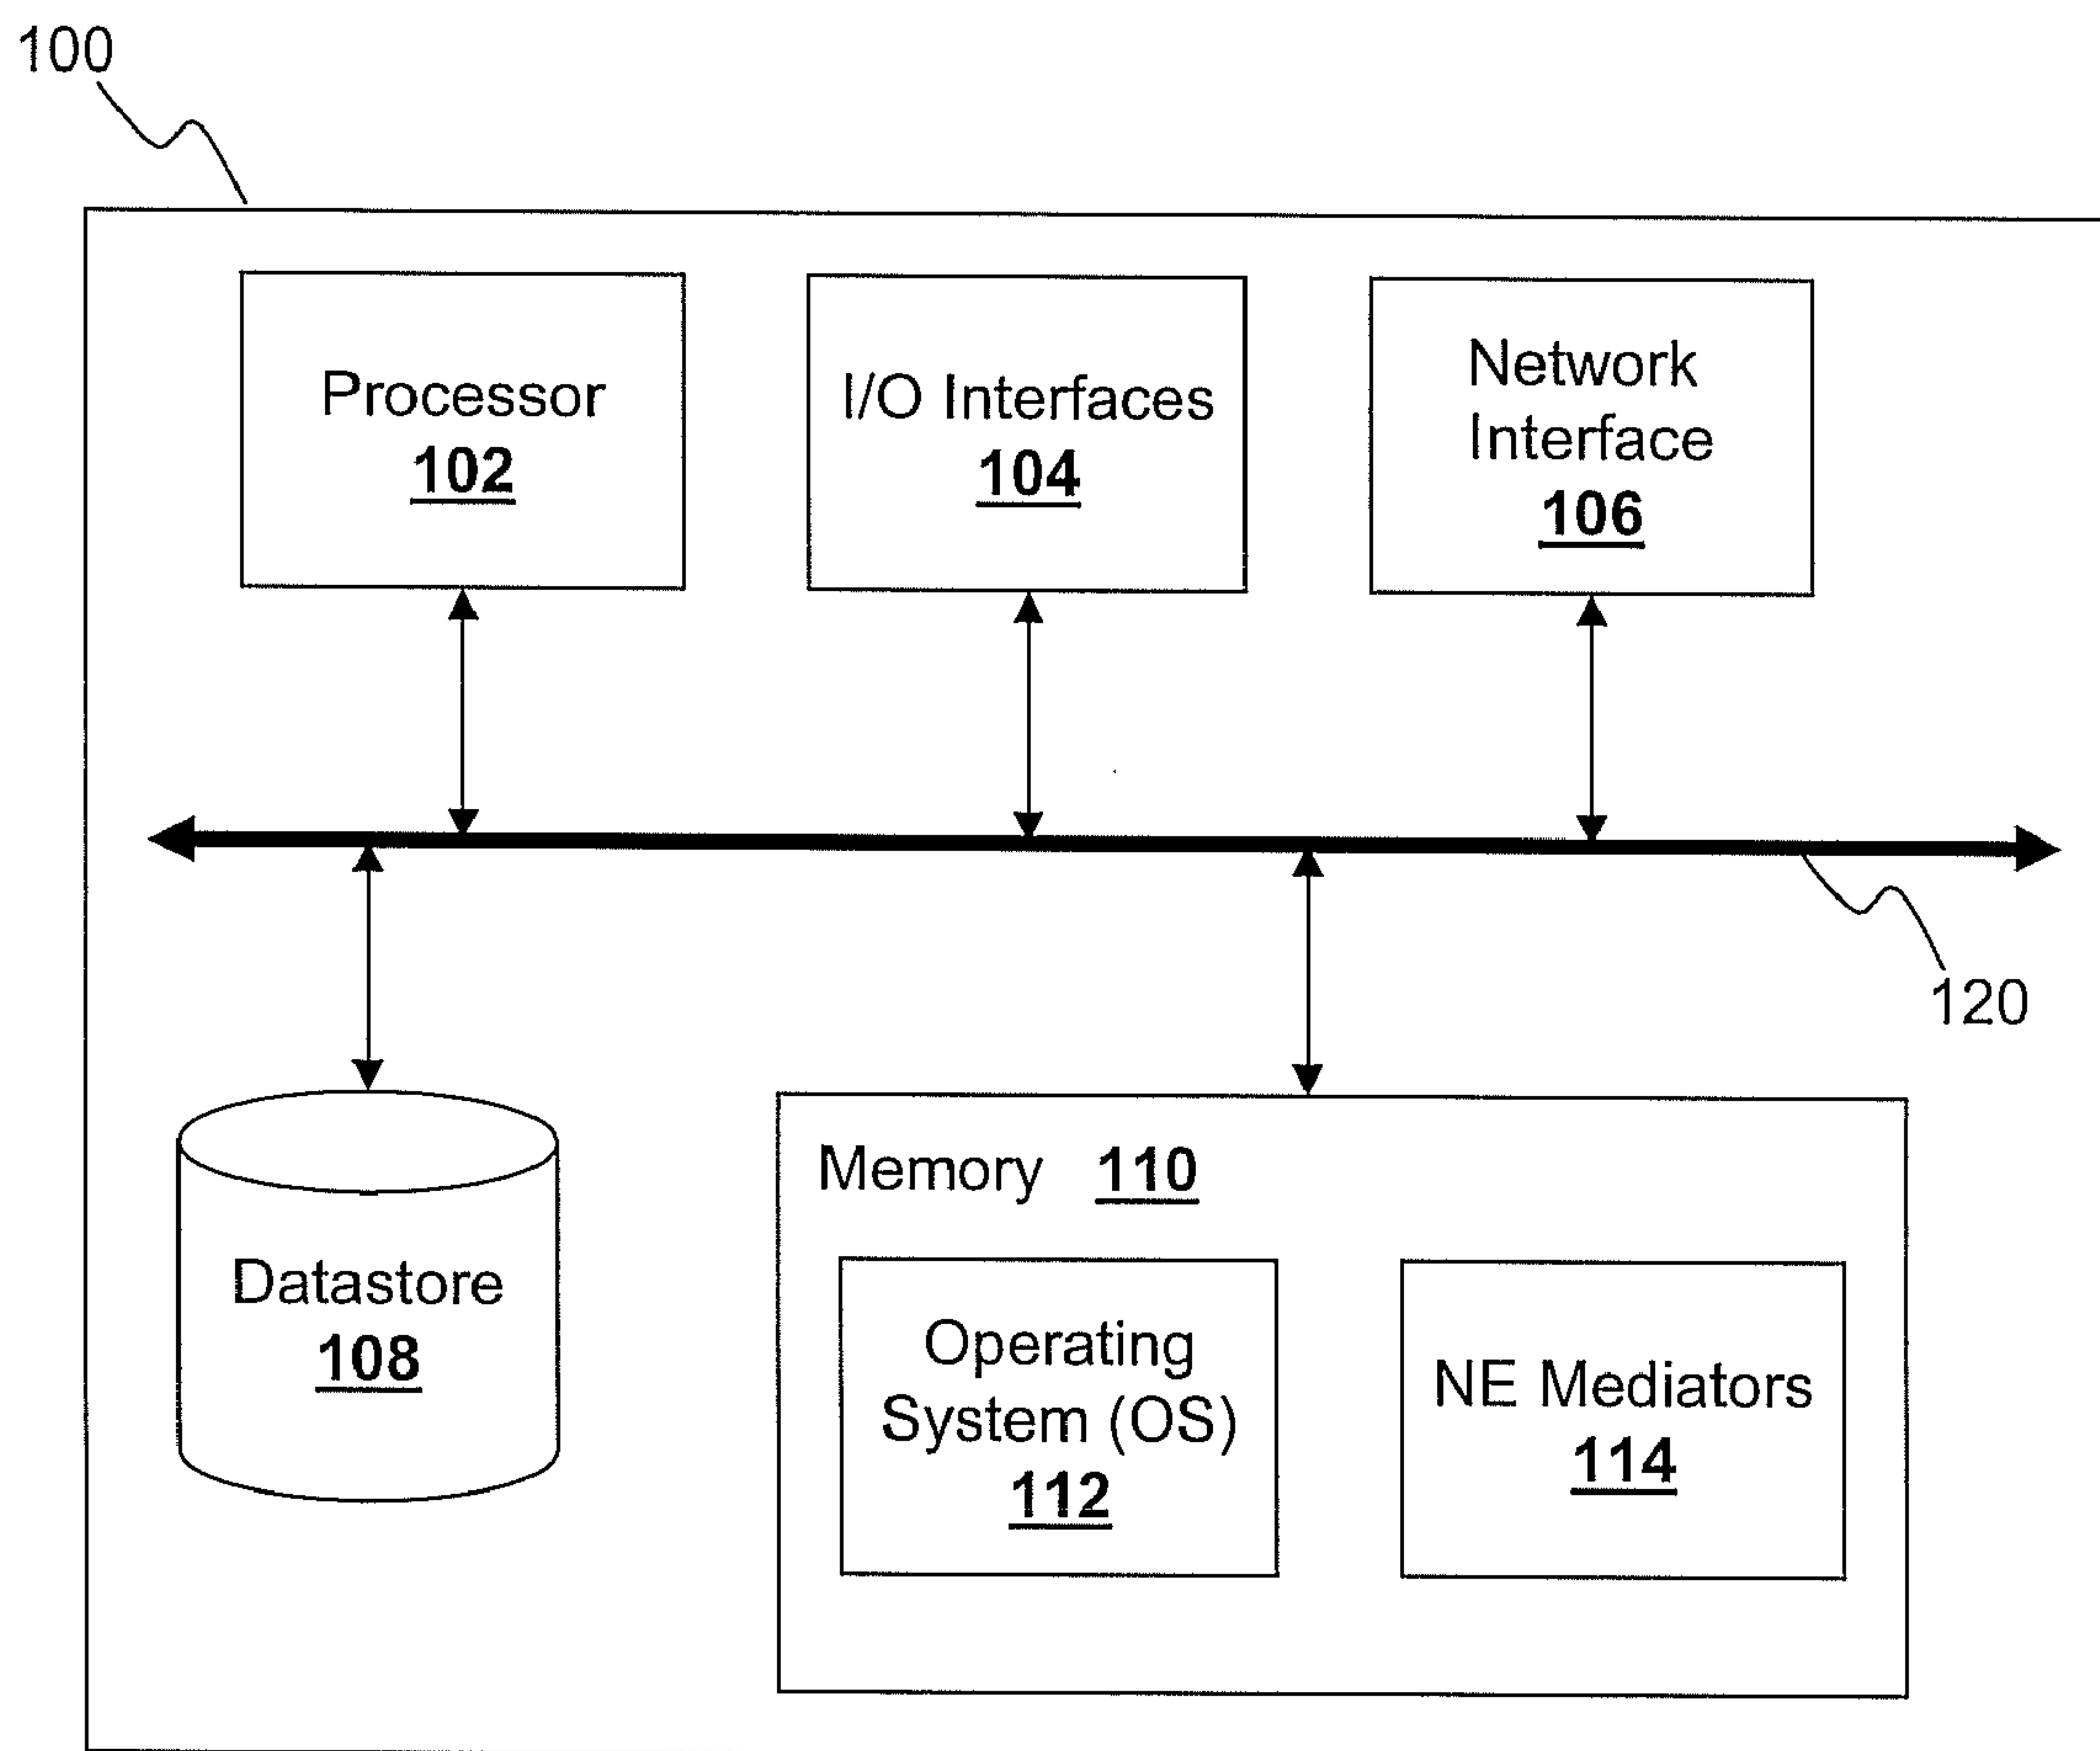 100
Processor
102
I/O Interfaces
104
Network
Interface
106
120
Datastore
108
Memory 110
Operating
System (OS)
112
NE Mediators
114